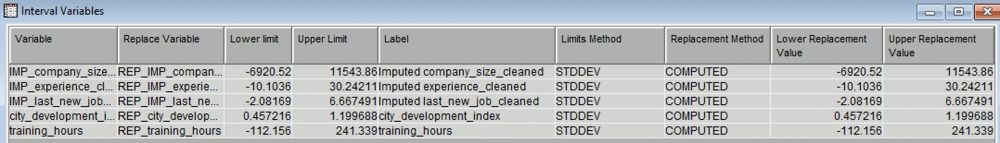 Interval Variables
Variable Replace Variable Lower limit Upper Limit Label Limits Method Replacement Method Lower Replacement Value Upper Replacement Value
IMP_company_size... REP_IMP_compan... -6920.52 11543.86 Imputed company_size_cleaned STDDEV COMPUTED -6920.52 11543.86
IMP_experience_cl... REP_IMP_experie... -10.1036 30.24211 Imputed experience_cleaned STDDEV COMPUTED -10.1036 30.24211
IMP_last_new_job... REP_IMP_last_ne... -2.08169 6.667491 Imputed last_new_job_cleaned STDDEV COMPUTED -2.08169 6.667491
city_development_i... REP_city_develop... 0.457216 1.199688 city_development_index STDDEV COMPUTED 0.457216 1.199688
training_hours REP_training_hours -112.156 241.339 training_hours STDDEV COMPUTED -112.156 241.339